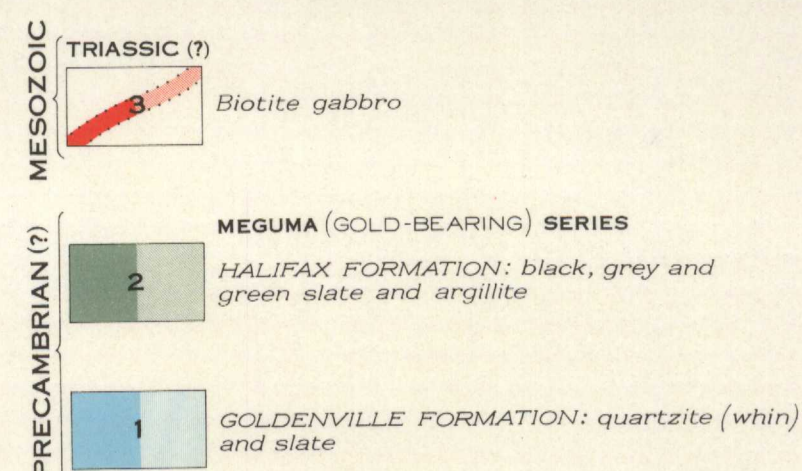 MESOZOIC
TRIASSIC (?)
3
Biotite gabbro
PRECAMBRIAN (?)
MEGUMA (GOLD-BEARING) SERIES
2
HALIFAX FORMATION: black, grey and
green slate and argillite
1
GOLDENVILLE FORMATION: quartzite (whin)
and slate